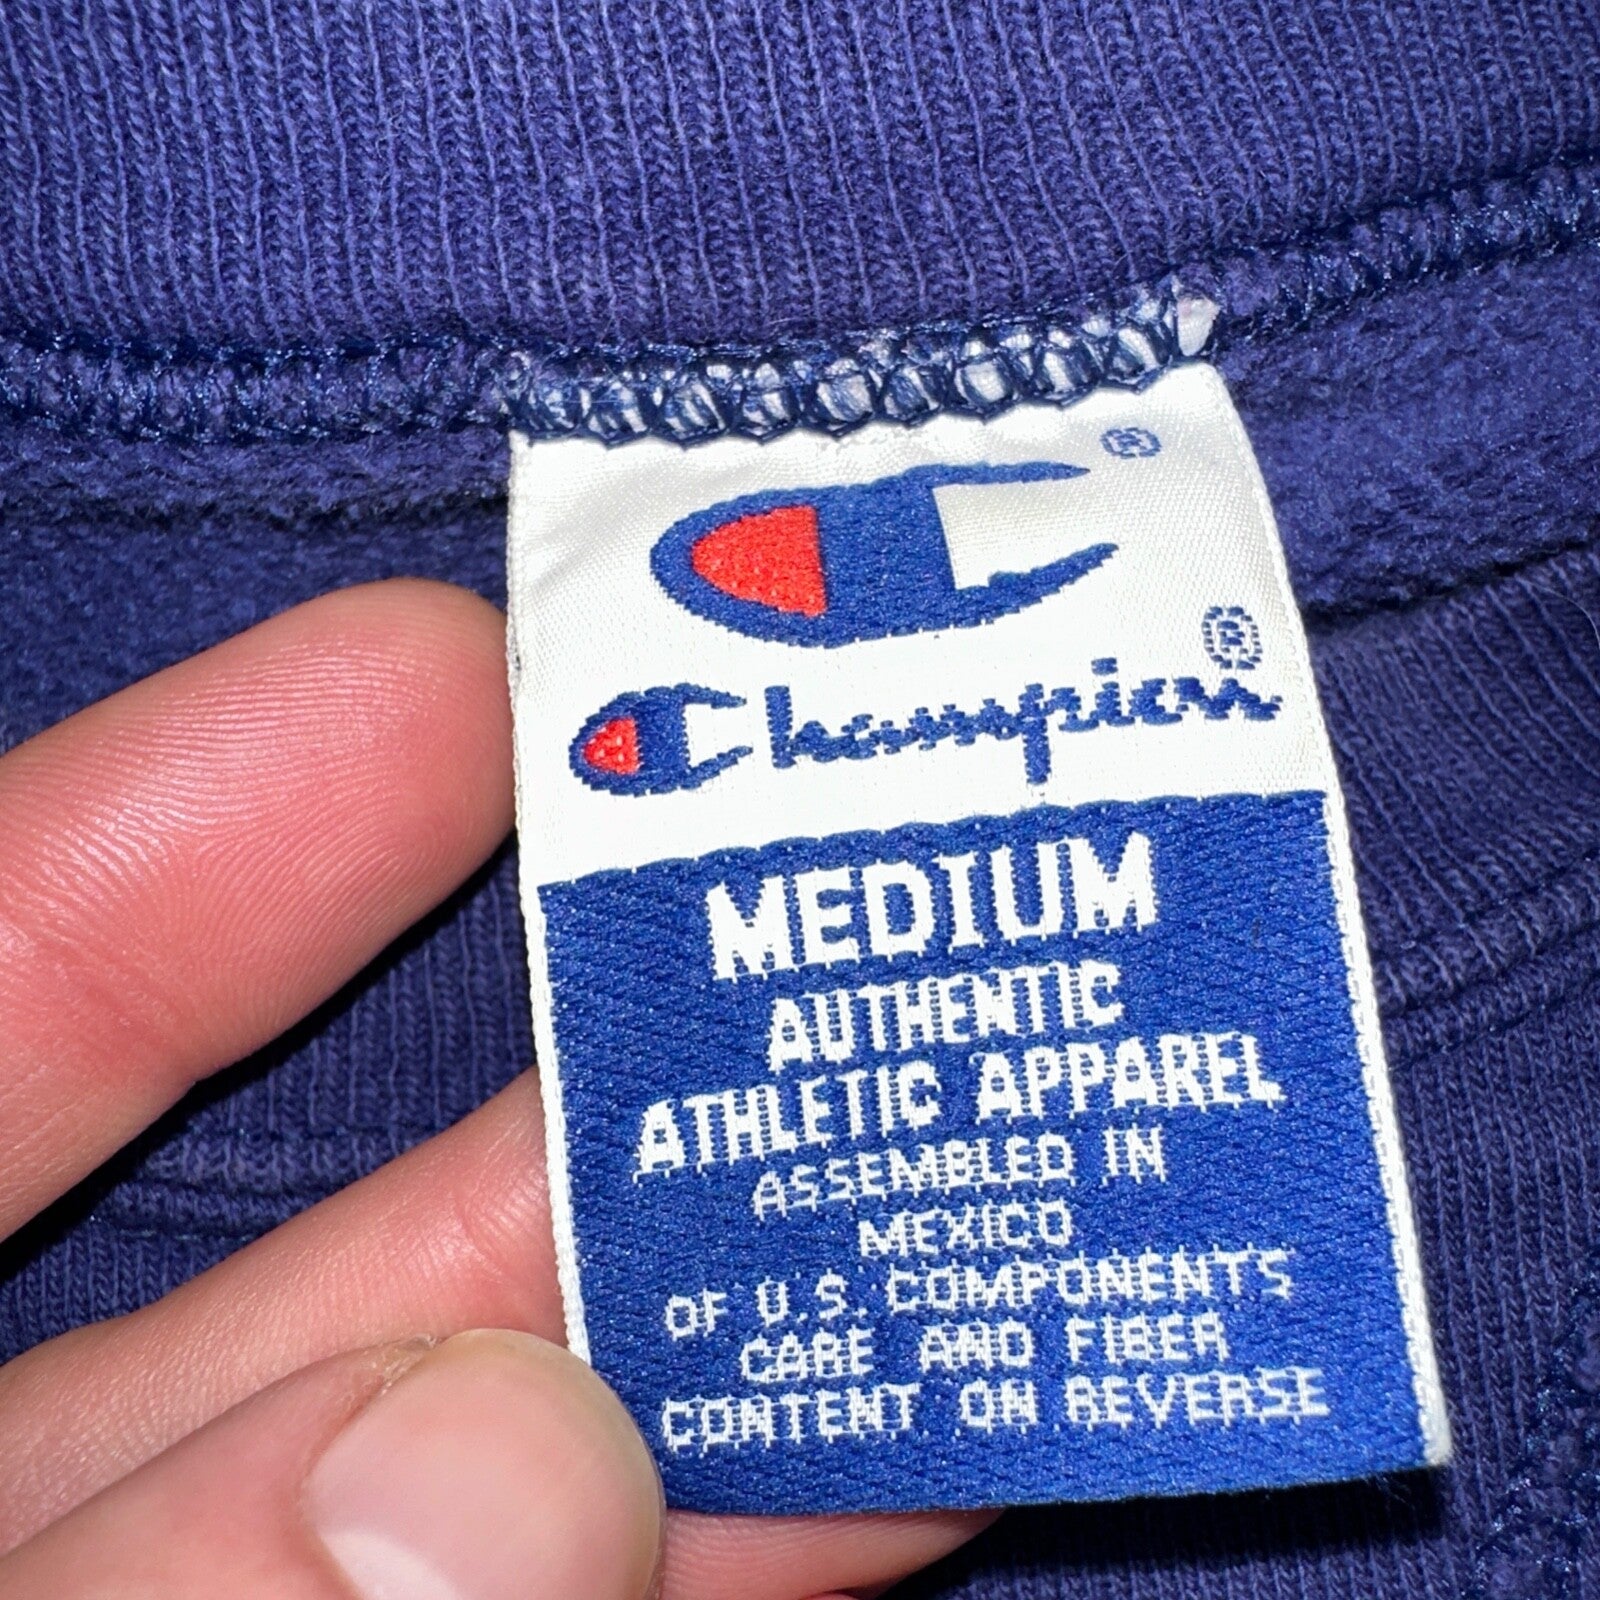 ®
Champion®
MEDIUM
AUTHENTIC
ATHLETIC APPAREL
ASSEMBLED IN
MEXICO
OF U.S. COMPONENTS
CARE AND FIBER
CONTENT ON REVERSE